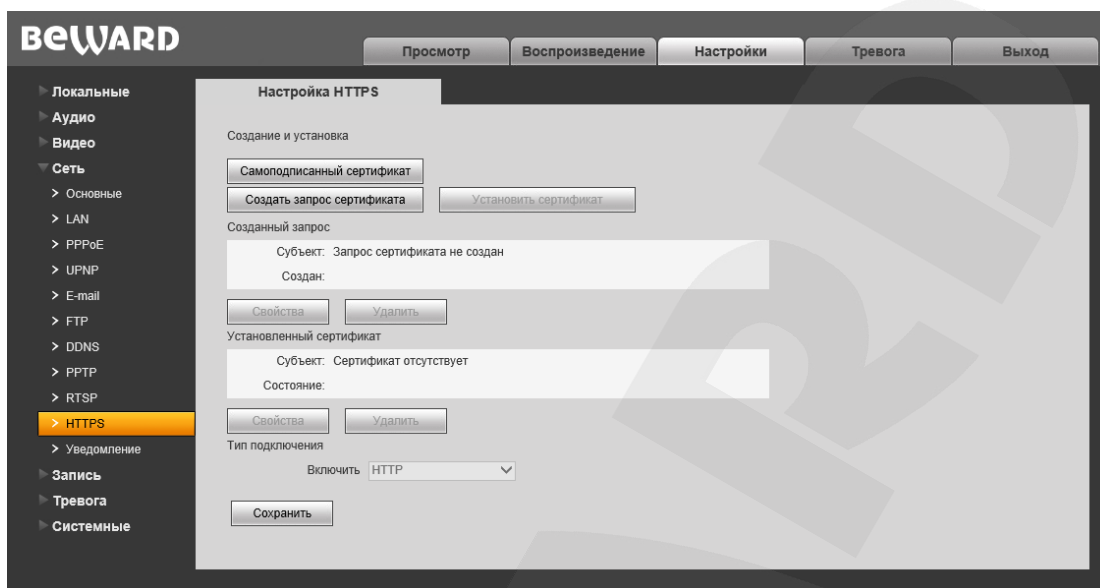 BEWARD
Просмотр
Воспроизведение
Настройки
Тревога
Выход
Локальные
Аудио
Видео
Сеть
Основные
LAN
PPPoE
UPNP
E-mail
FTP
DDNS
PPTP
RTSP
HTTPS
Уведомление
Запись
Тревога
Системные
Настройка HTTPS
Создание и установка
Самоподписанный сертификат
Создать запрос сертификата Установить сертификат
Созданный запрос
Субъект: Запрос сертификата не создан
Создан:
Свойства Удалить
Установленный сертификат
Субъект: Сертификат отсутствует
Состояние:
Свойства Удалить
Тип подключения
Включить HTTP
Сохранить